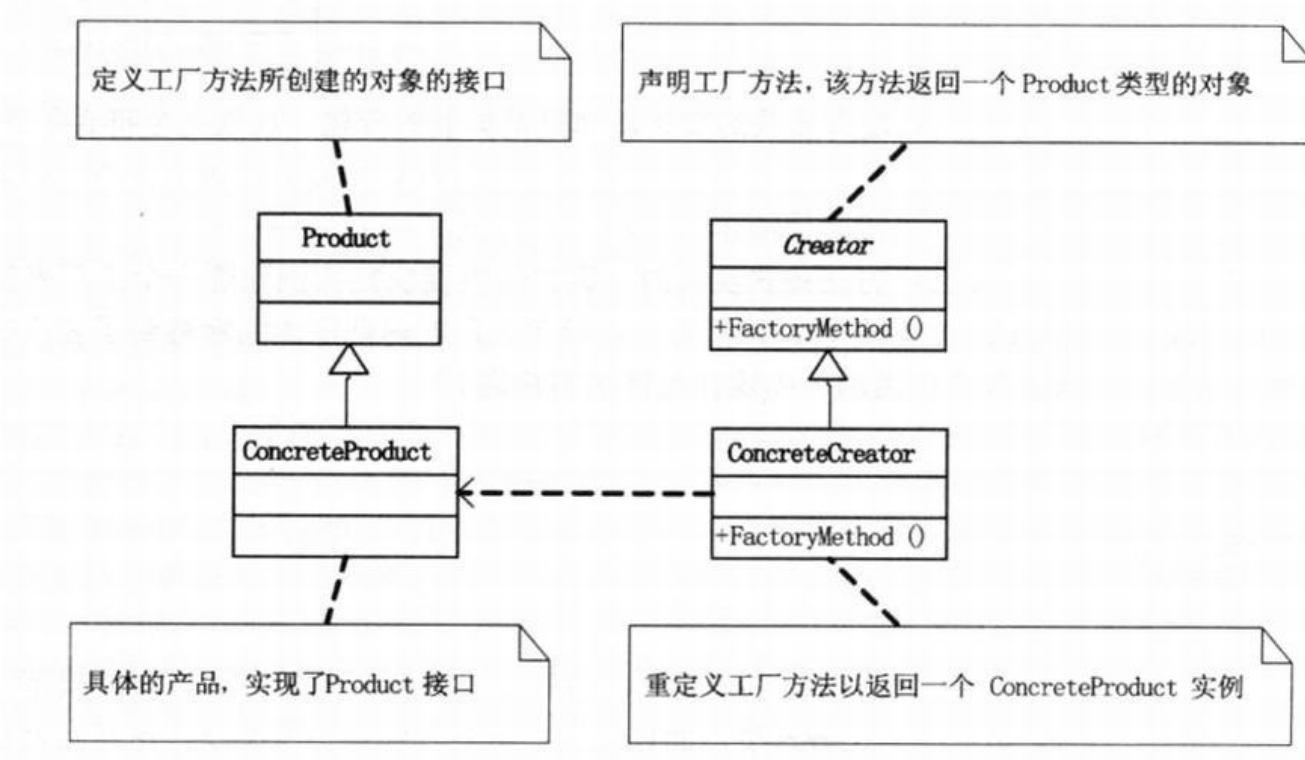 定义工厂方法所创建的对象的接口
声明工厂方法，该方法返回一个 Product 类型的对象
Product
Creator
+FactoryMethod ()
ConcreteProduct
ConcreteCreator
+FactoryMethod ()
具体的产品，实现了Product 接口
重定义工厂方法以返回一个 ConcreteProduct 实例